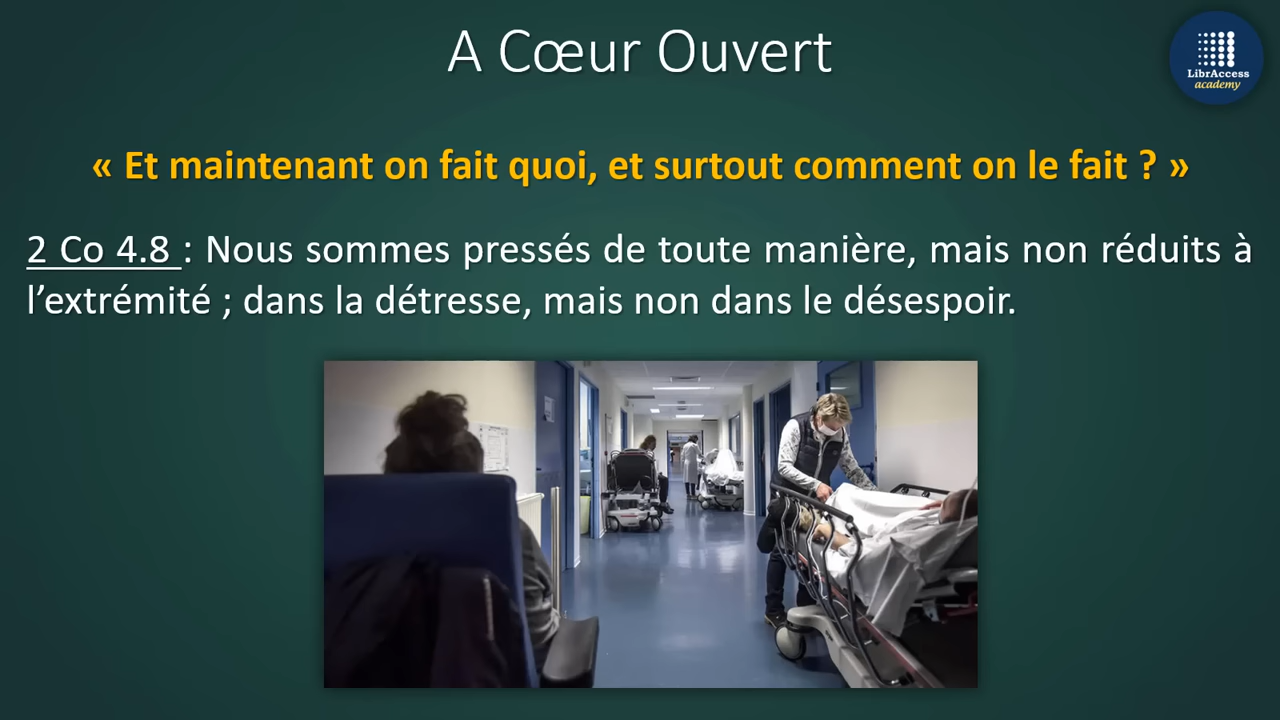 A Cœur Ouvert
LibrAccess
academy
« Et maintenant on fait quoi, et surtout comment on le fait ? »
2 Co 4.8 : Nous sommes pressés de toute manière, mais non réduits à
l’extrémité ; dans la détresse, mais non dans le désespoir.